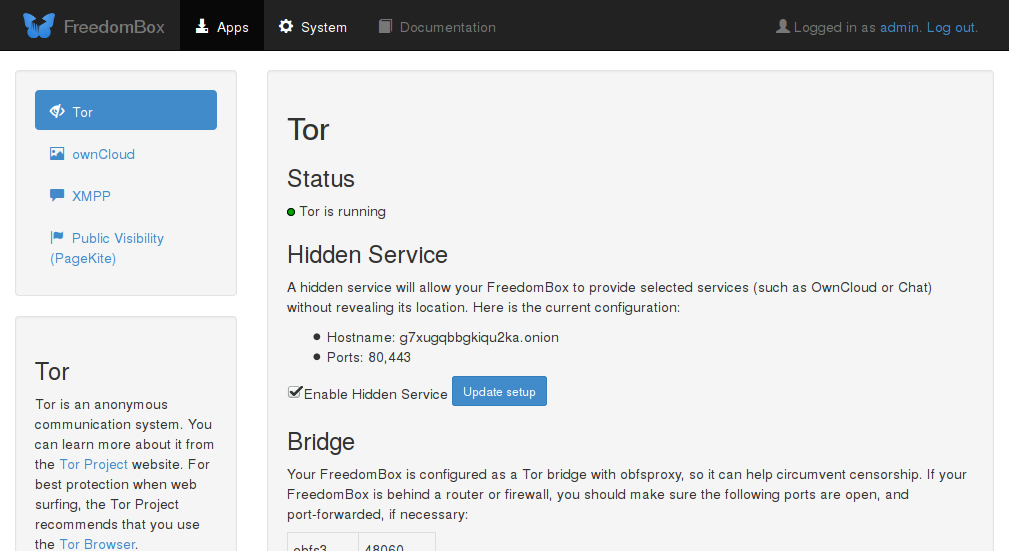 FreedomBox Apps System Documentation Logged in as admin. Log out.
Tor
ownCloud
XMPP
Public Visibility
(PageKite)
Tor
Tor is an anonymous
communication system. You
can learn more about it from
the Tor Project website. For
best protection when web
surfing, the Tor Project
recommends that you use
the Tor Browser.
Tor
Status
Tor is running
Hidden Service
A hidden service will allow your FreedomBox to provide selected services (such as OwnCloud or Chat)
without revealing its location. Here is the current configuration:
Hostname: g7xugqbbgkiqu2ka.onion
Ports: 80,443
Enable Hidden Service Update setup
Bridge
Your FreedomBox is configured as a Tor bridge with obfsproxy, so it can help circumvent censorship. If your
FreedomBox is behind a router or firewall, you should make sure the following ports are open, and
port-forwarded, if necessary:
obfs3 48060